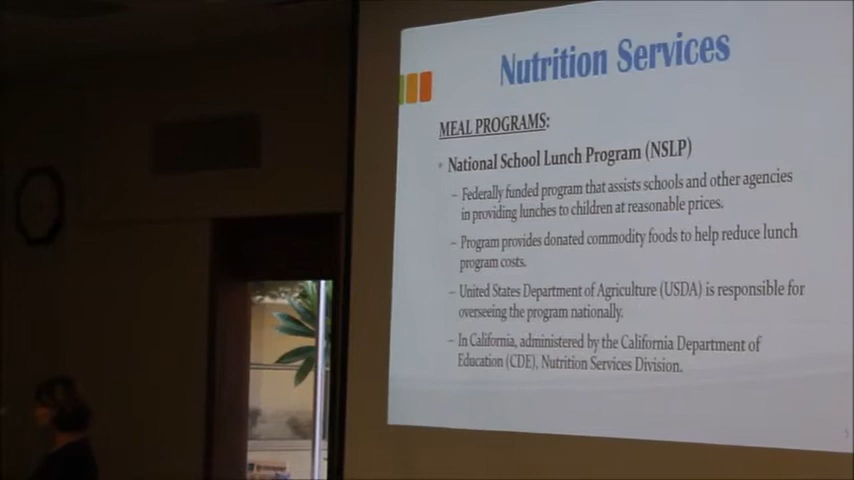 Nutrition Services
MEAL PROGRAMS:
• National School Lunch Program (NSLP)
– Federally funded program that assists schools and other agencies
in providing lunches to children at reasonable prices.
– Program provides donated commodity foods to help reduce lunch
program costs.
– United States Department of Agriculture (USDA) is responsible for
overseeing the program nationally.
– In California, administered by the California Department of
Education (CDE), Nutrition Services Division.
5